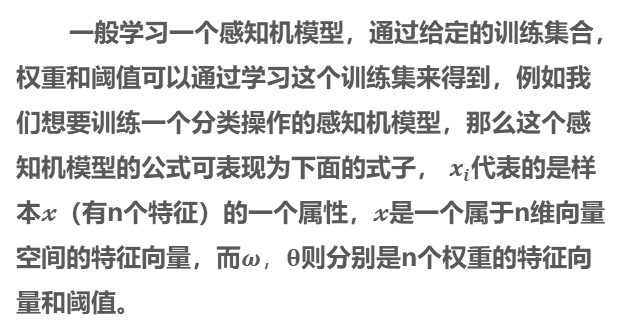 一般学习一个感知机模型，通过给定的训练集合，
权重和阈值可以通过学习这个训练集来得到，例如我
们想要训练一个分类操作的感知机模型，那么这个感
知机模型的公式可表现为下面的式子， xᵢ代表的是样
本x（有n个特征）的一个属性，x是一个属于n维向量
空间的特征向量，而ω，θ则分别是n个权重的特征向
量和阈值。